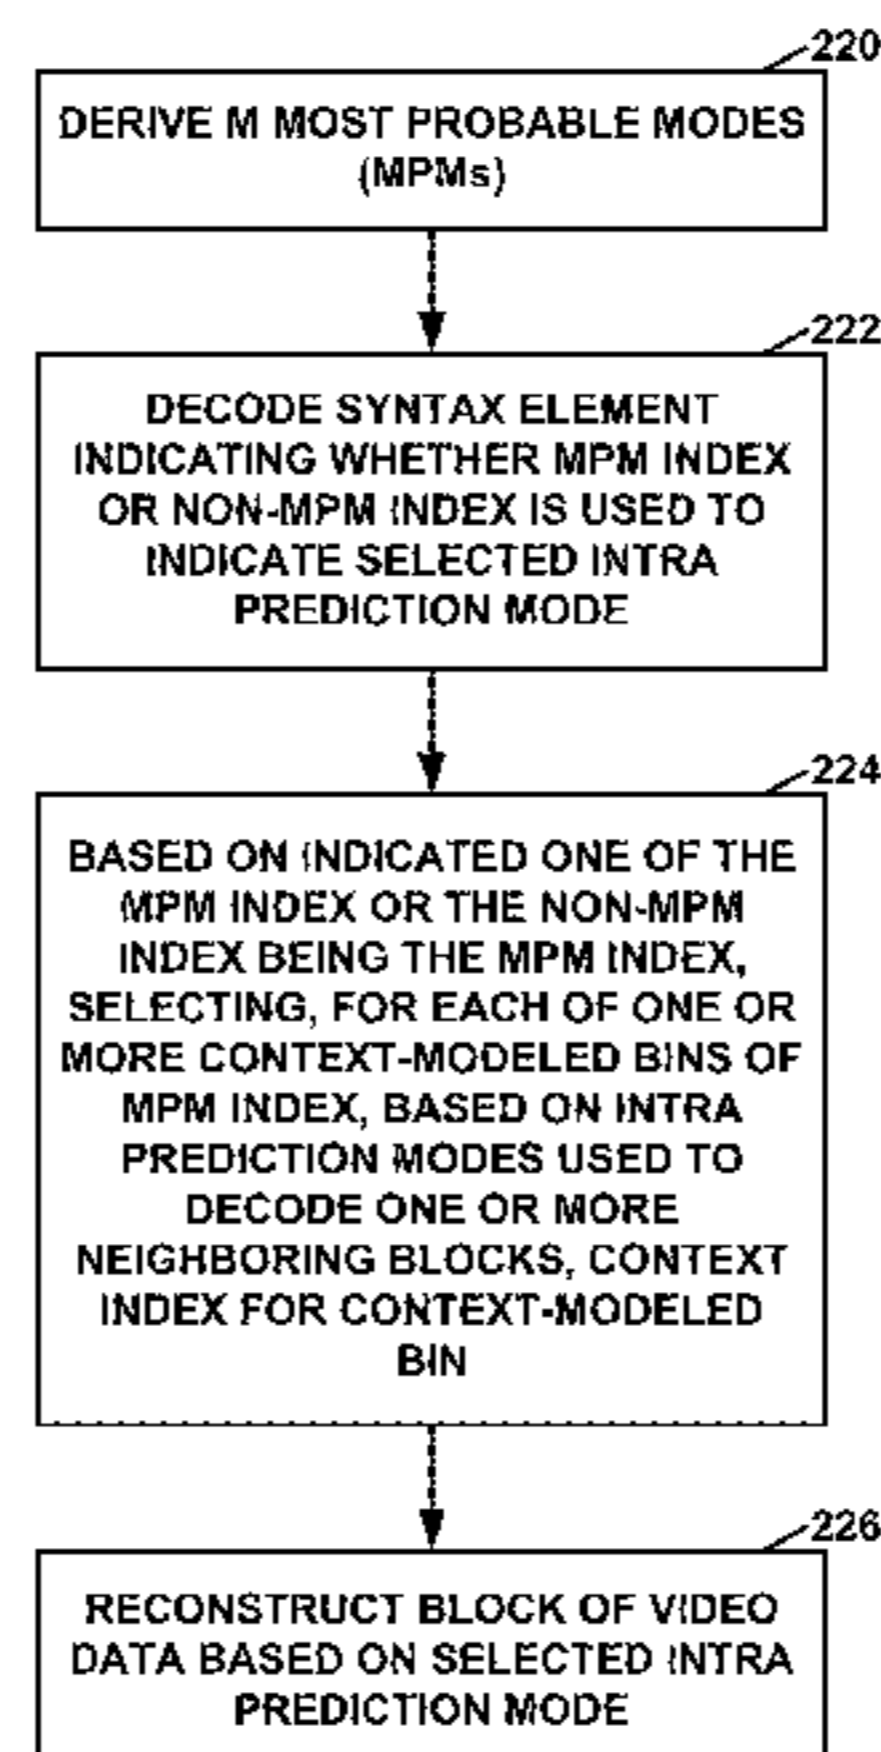 220
DERIVE M MOST PROBABLE MODES
(MPMs)
222
DECODE SYNTAX ELEMENT
INDICATING WHETHER MPM INDEX
OR NON-MPM INDEX IS USED TO
INDICATE SELECTED INTRA
PREDICTION MODE
224
BASED ON INDICATED ONE OF THE
MPM INDEX OR THE NON-MPM
INDEX BEING THE MPM INDEX,
SELECTING, FOR EACH OF ONE OR
MORE CONTEXT-MODELED BINS OF
MPM INDEX, BASED ON INTRA
PREDICTION MODES USED TO
DECODE ONE OR MORE
NEIGHBORING BLOCKS, CONTEXT
INDEX FOR CONTEXT-MODELED
BIN
226
RECONSTRUCT BLOCK OF VIDEO
DATA BASED ON SELECTED INTRA
PREDICTION MODE